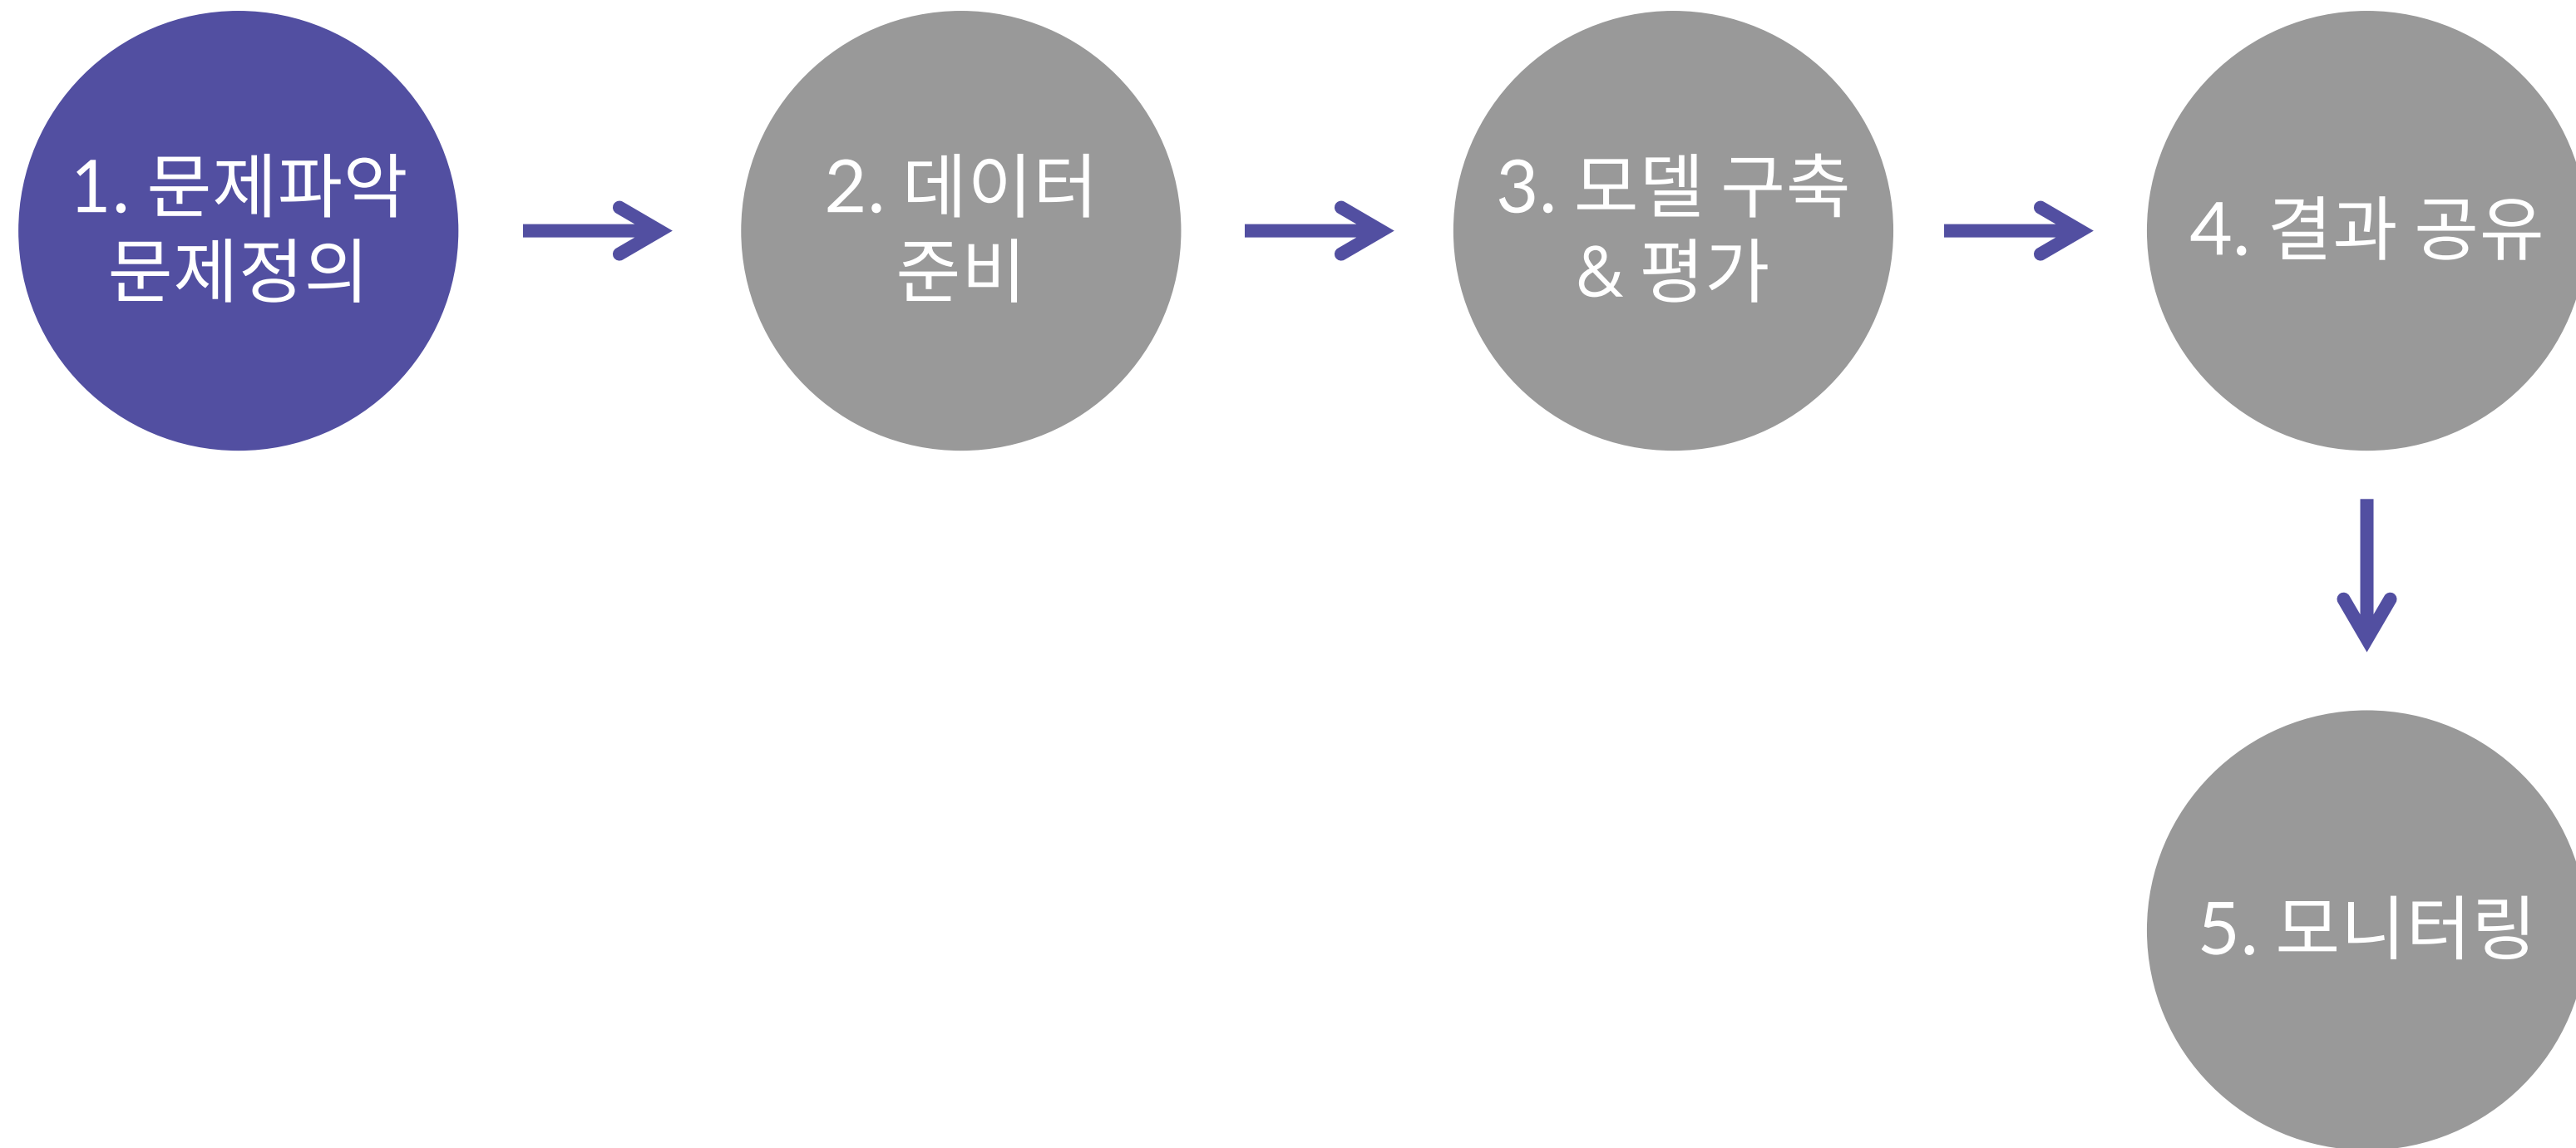 1. 문제파악
문제정의
2. 데이터
준비
3. 모델 구축
& 평가
4. 결과 공유
5. 모니터링